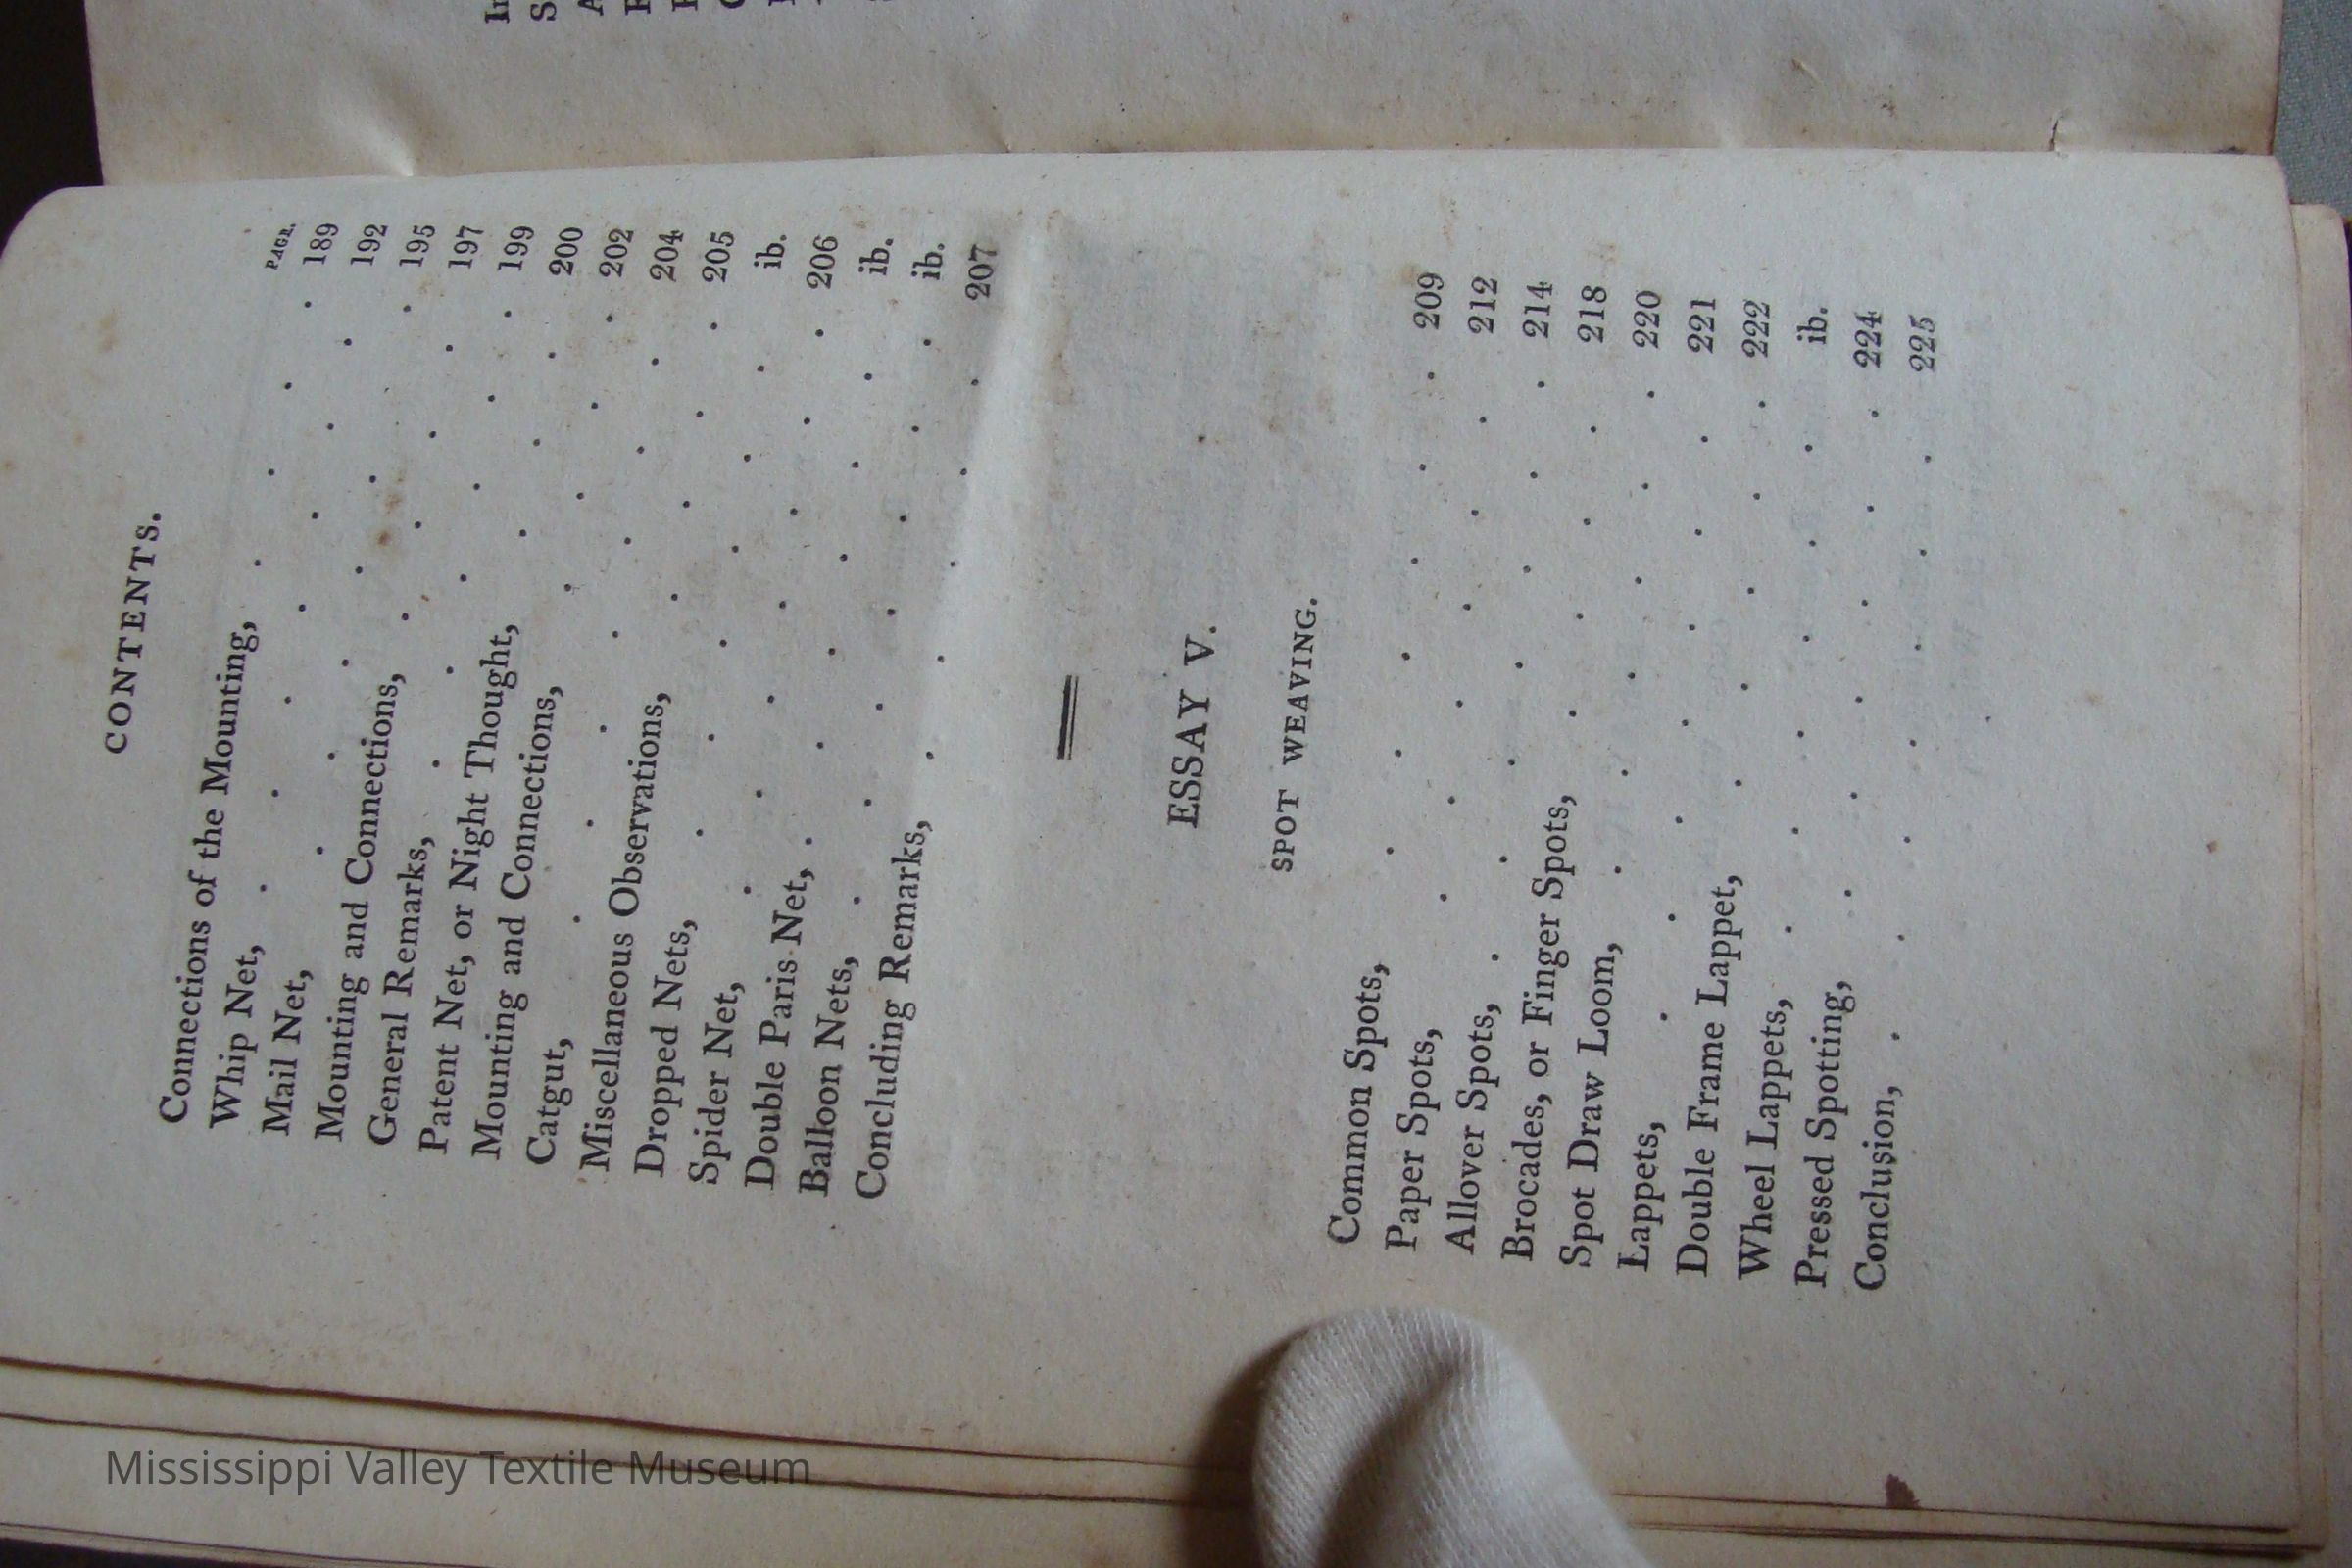 CONTENTS.
PAGE.
Connections of the Mounting, . . . . 189
Whip Net, . . . . . . . 192
Mail Net, . . . . . . . 195
Mounting and Connections, . . . . 197
General Remarks, . . . . . . 199
Patent Net, or Night Thought, . . . . 200
Mounting and Connections, . . . . 202
Catgut, . . . . . . . 204
Miscellaneous Observations, . . . . 205
Dropped Nets, . . . . . . ib.
Spider Net, . . . . . . . 206
Double Paris Net, . . . . . . ib.
Balloon Nets, . . . . . . . ib.
Concluding Remarks, . . . . . 207
ESSAY V.
SPOT WEAVING.
Common Spots, . . . . . . 209
Paper Spots, . . . . . . 212
Allover Spots, . . . . . . . 214
Brocades, or Finger Spots, . . . . 218
Spot Draw Loom, . . . . . . 220
Lappets, . . . . . . . 221
Double Frame Lappet, . . . . . 222
Wheel Lappets, . . . . . . ib.
Pressed Spotting, . . . . . . 224
Conclusion, . . . . . . . 225
Mississippi Valley Textile Museum